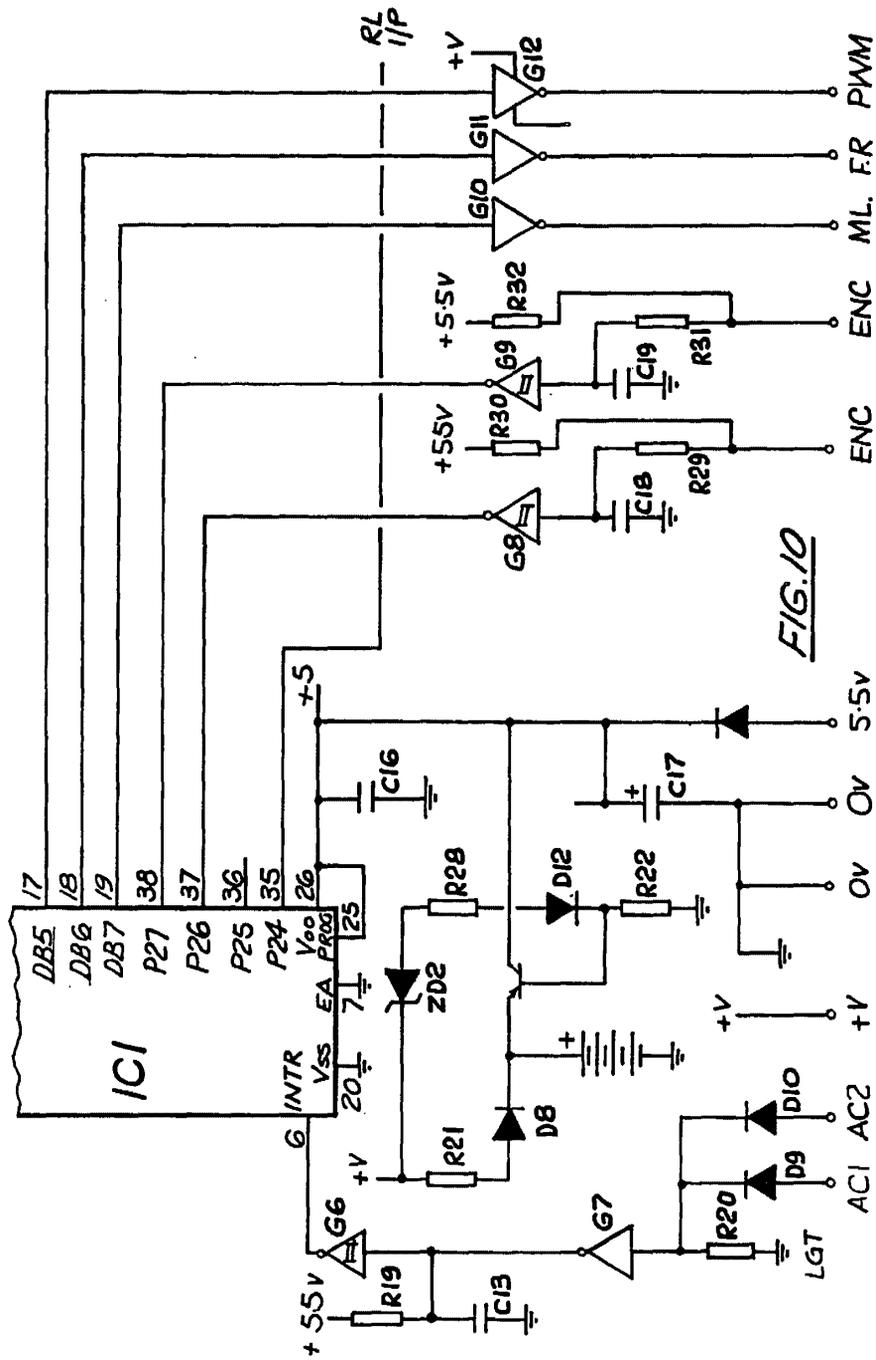 RL
I/P
17
18
19
38
37
36
35
26
25
DB5
DB6
DB7
P27
P26
P25
P24
VDD
PROG
EA
7
VSS
20
INTR
6
IC1
+5
C16
+V
G12
G11
G10
+5·5V
R32
G9
C19
R31
+55V
R30
G8
C18
R29
R28
ZD2
D12
R22
+
C17
+V
R21
D8
+
+V
G6
+55V
R19
C13
G7
R20
D9
D10
LGT
AC1
AC2
+V
0V
0V
5·5V
ENC
ENC
ML.
F.R
PWM
FIG.10